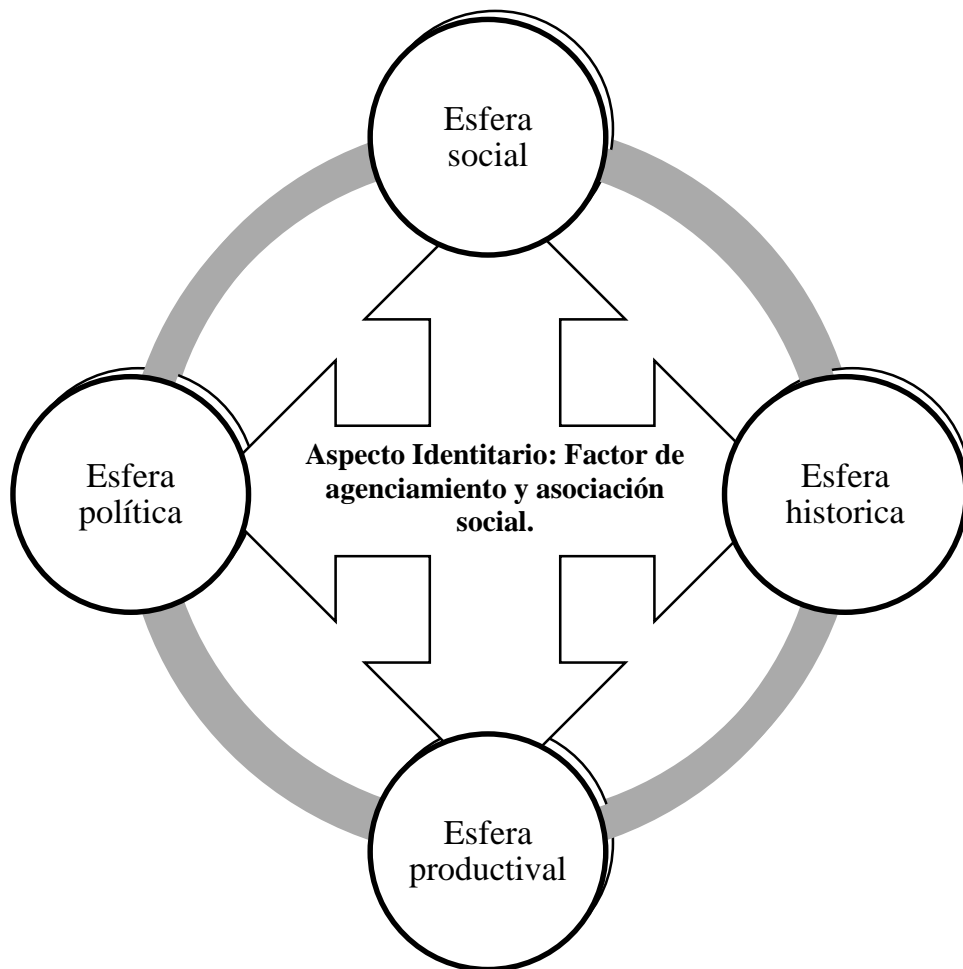 Esfera
social
Esfera
política
Aspecto Identitario: Factor de
agenciamiento y asociación
social.
Esfera
historica
Esfera
productival